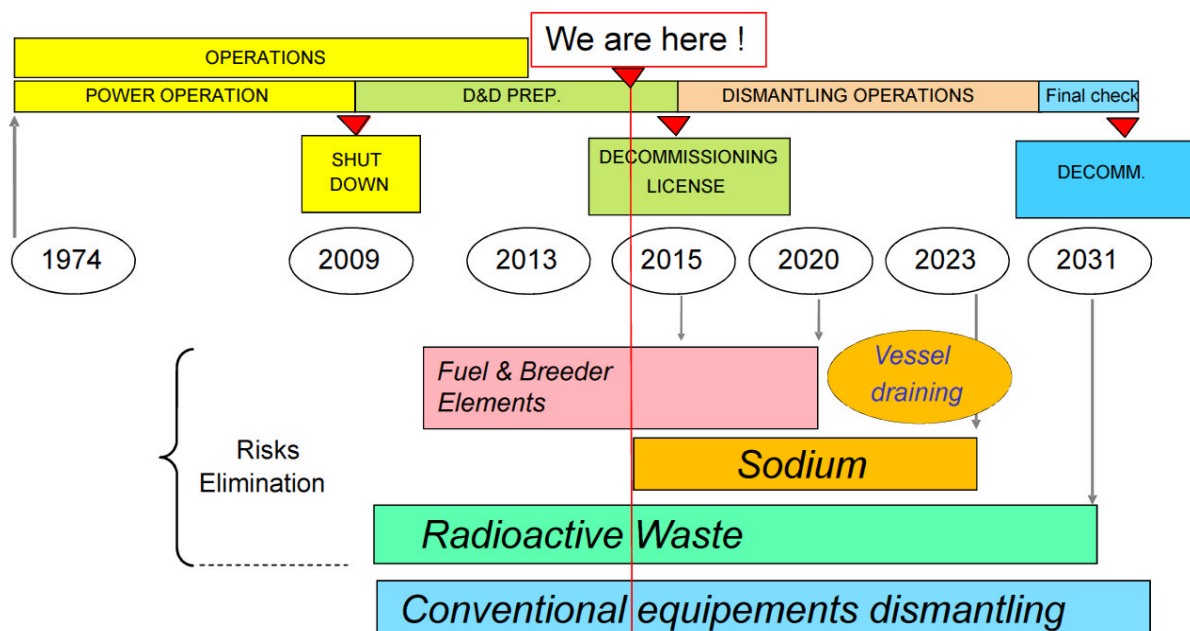 We are here !
OPERATIONS
POWER OPERATION
D&D PREP.
DISMANTLING OPERATIONS
Final check
SHUT
DOWN
DECOMMISSIONING
LICENSE
DECOMM.
1974
2009
2013
2015
2020
2023
2031
Fuel & Breeder
Elements
Vessel
draining
Risks
Elimination
Sodium
Radioactive Waste
Conventional equipements dismantling